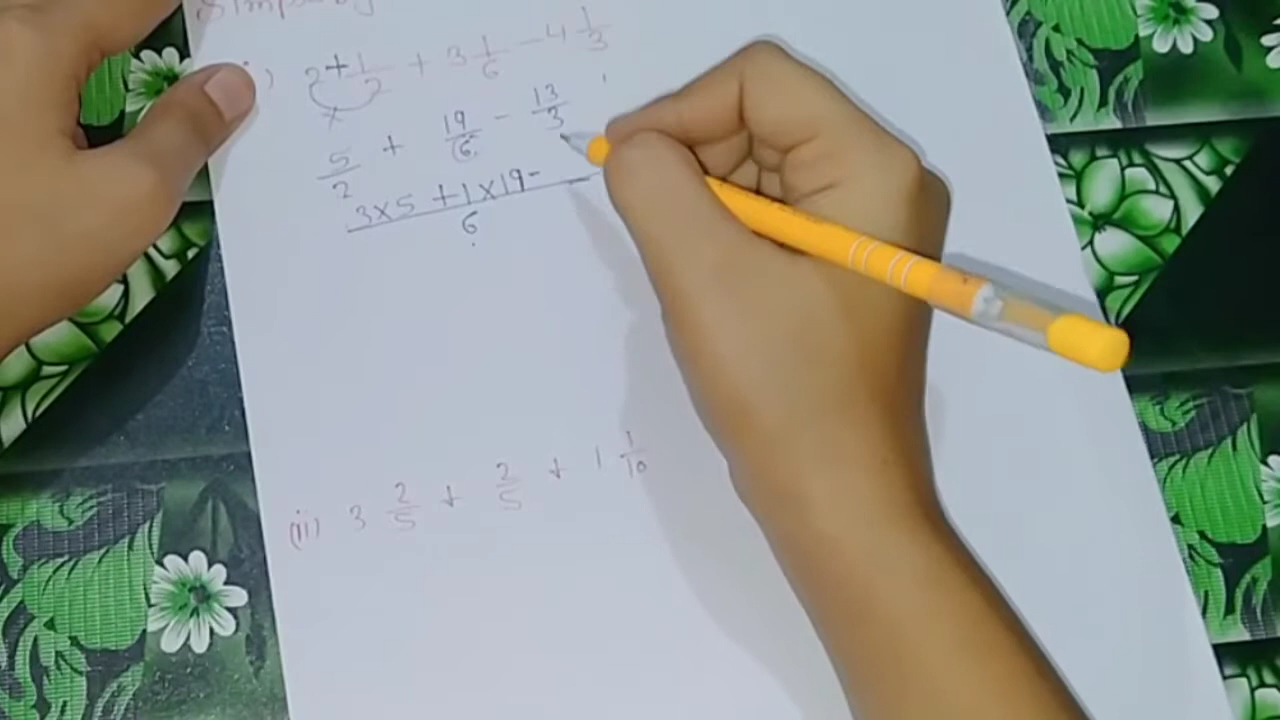 i) 2 + 1/2 + 3 1/6 - 4 1/3
×
5/2 + 19/6 - 13/3
3×5 + 1×19- / 6
(ii) 3 2/5 + 2/5 + 1 1/10